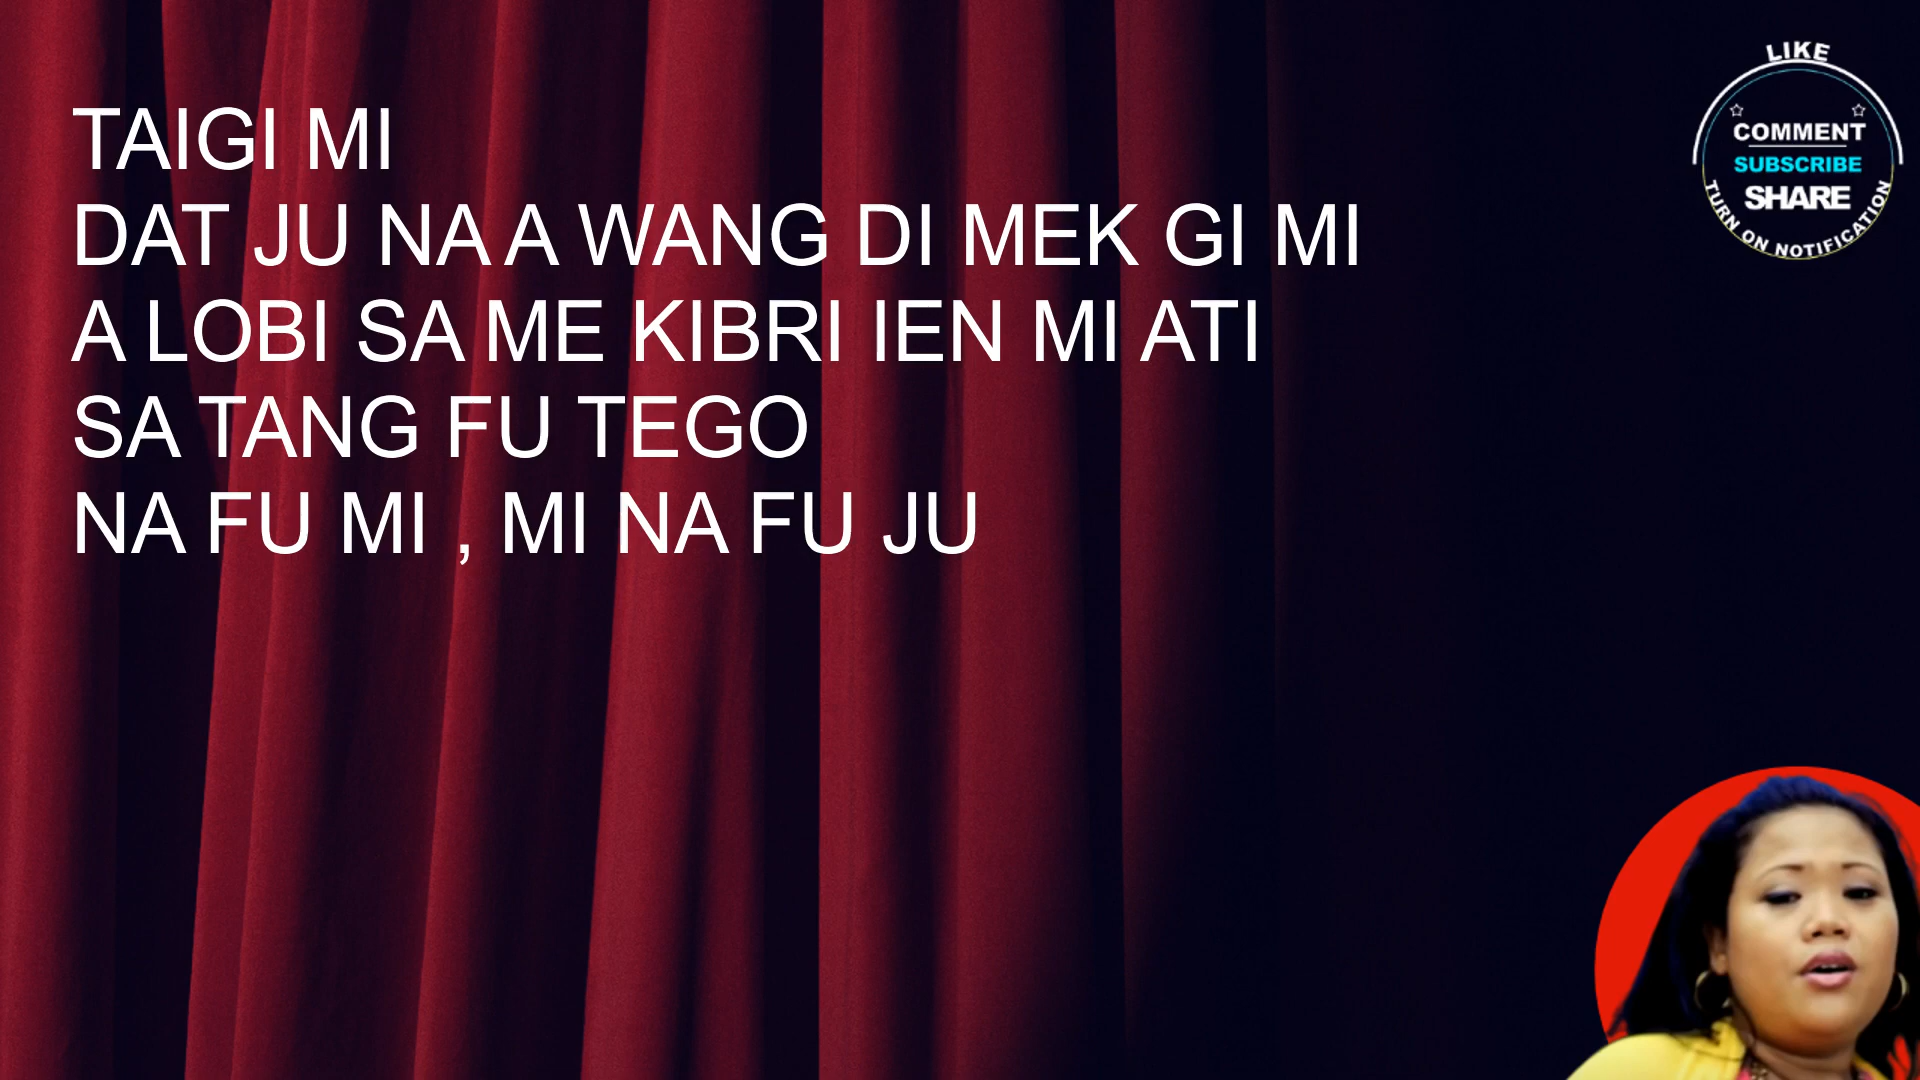 TAIGI MI
DAT JU NA A WANG DI MEK GI MI
A LOBI SA ME KIBRI IEN MI ATI
SA TANG FU TEGO
NA FU MI , MI NA FU JU
LIKE
COMMENT
SUBSCRIBE
SHARE
TURN ON NOTIFICATION